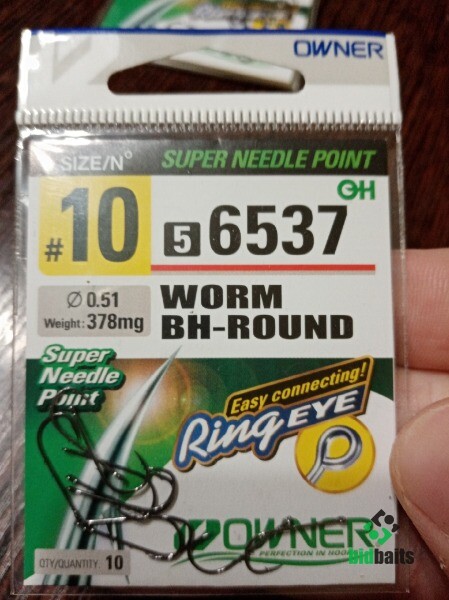 OWNER
SIZE/N°
SUPER NEEDLE POINT
OH
#10
5 6537
Ø 0.51
Weight: 378mg
WORM
BH-ROUND
Super
Needle
Point
Easy connecting!
Ring EYE
OWNER
PERFECTION IN HOOKS
QTY/QUANTITY: 10
bidbaits